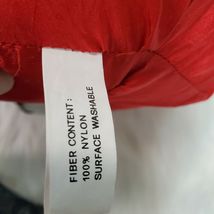 FIBER CONTENT:
100% NYLON
SURFACE WASHABLE